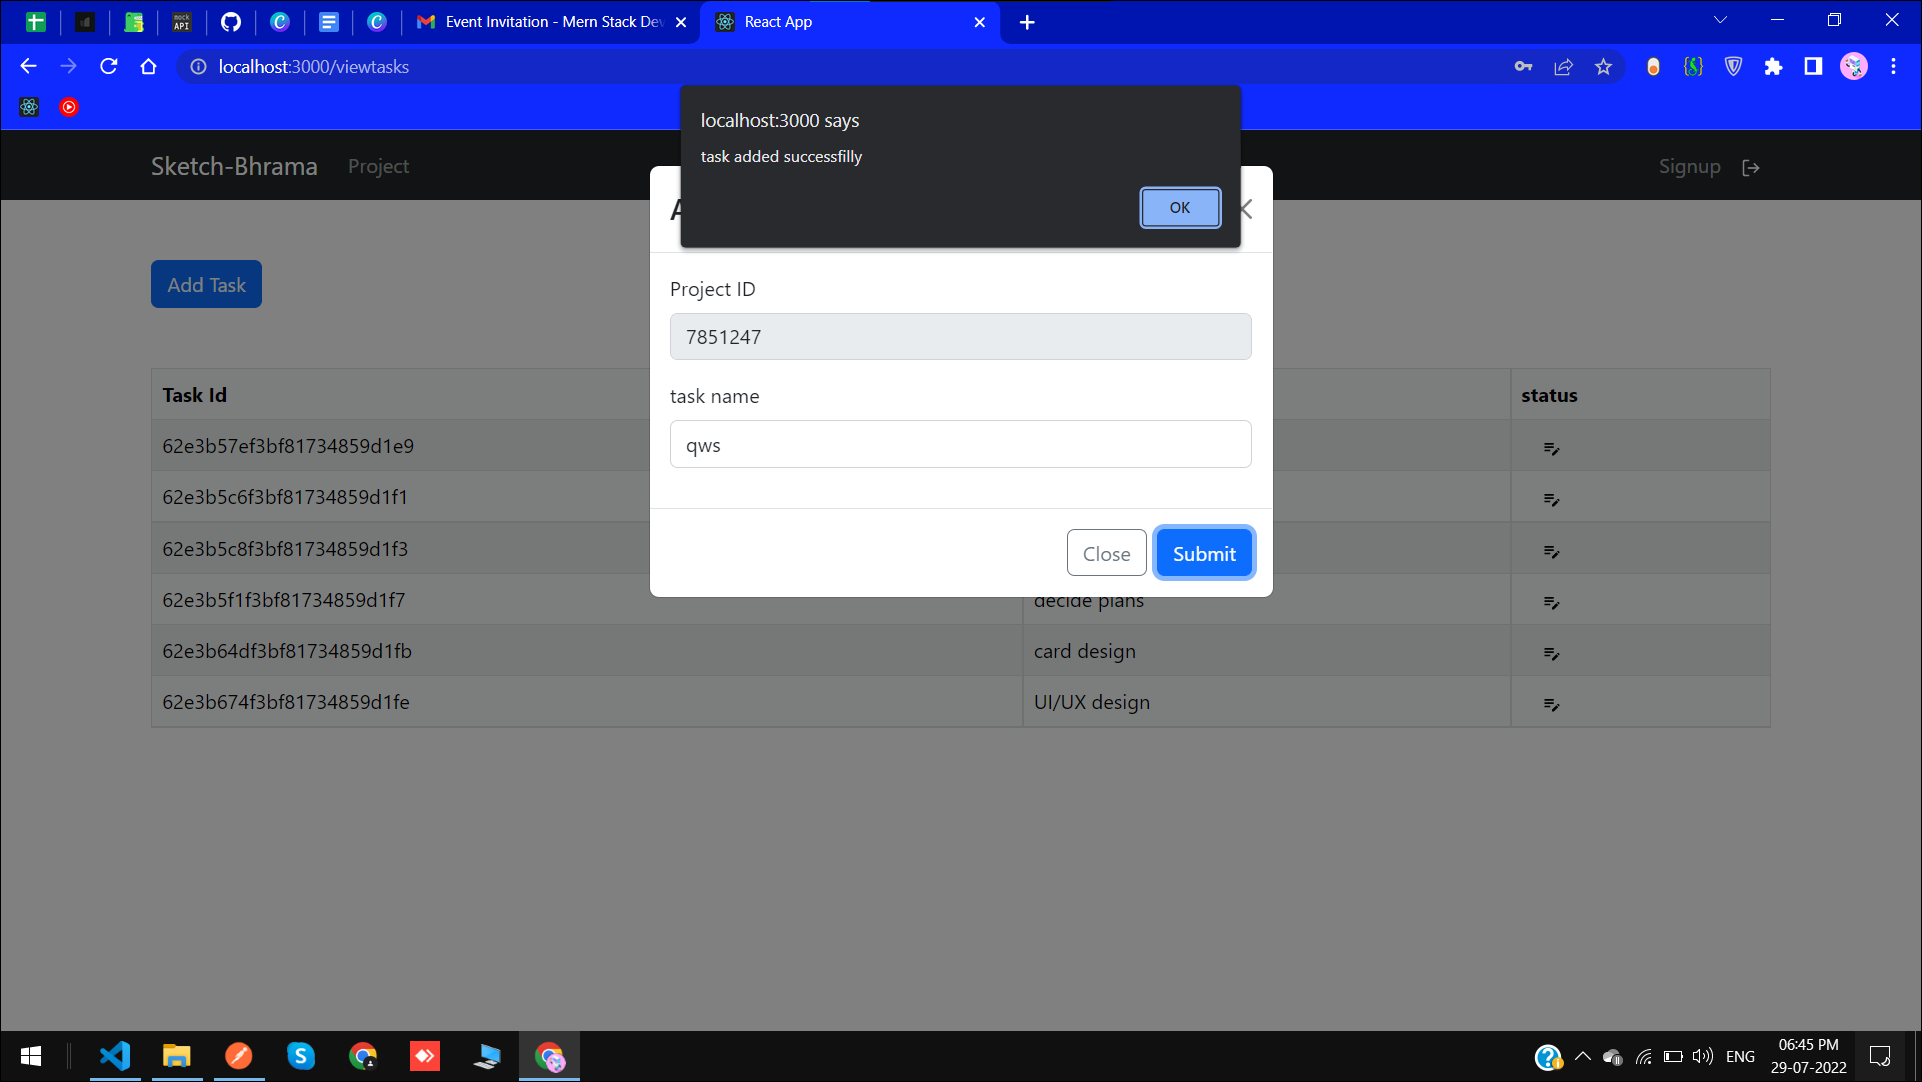 mock
API
Event Invitation - Mern Stack Dev
React App
localhost:3000/viewtasks
localhost:3000 says
task added successfilly
OK
Sketch-Bhrama
Project
Signup
A
Add Task
Project ID
7851247
task name
qws
Close
Submit
Task Id
status
62e3b57ef3bf81734859d1e9
62e3b5c6f3bf81734859d1f1
62e3b5c8f3bf81734859d1f3
62e3b5f1f3bf81734859d1f7
decide plans
62e3b64df3bf81734859d1fb
card design
62e3b674f3bf81734859d1fe
UI/UX design
ENG
06:45 PM
29-07-2022